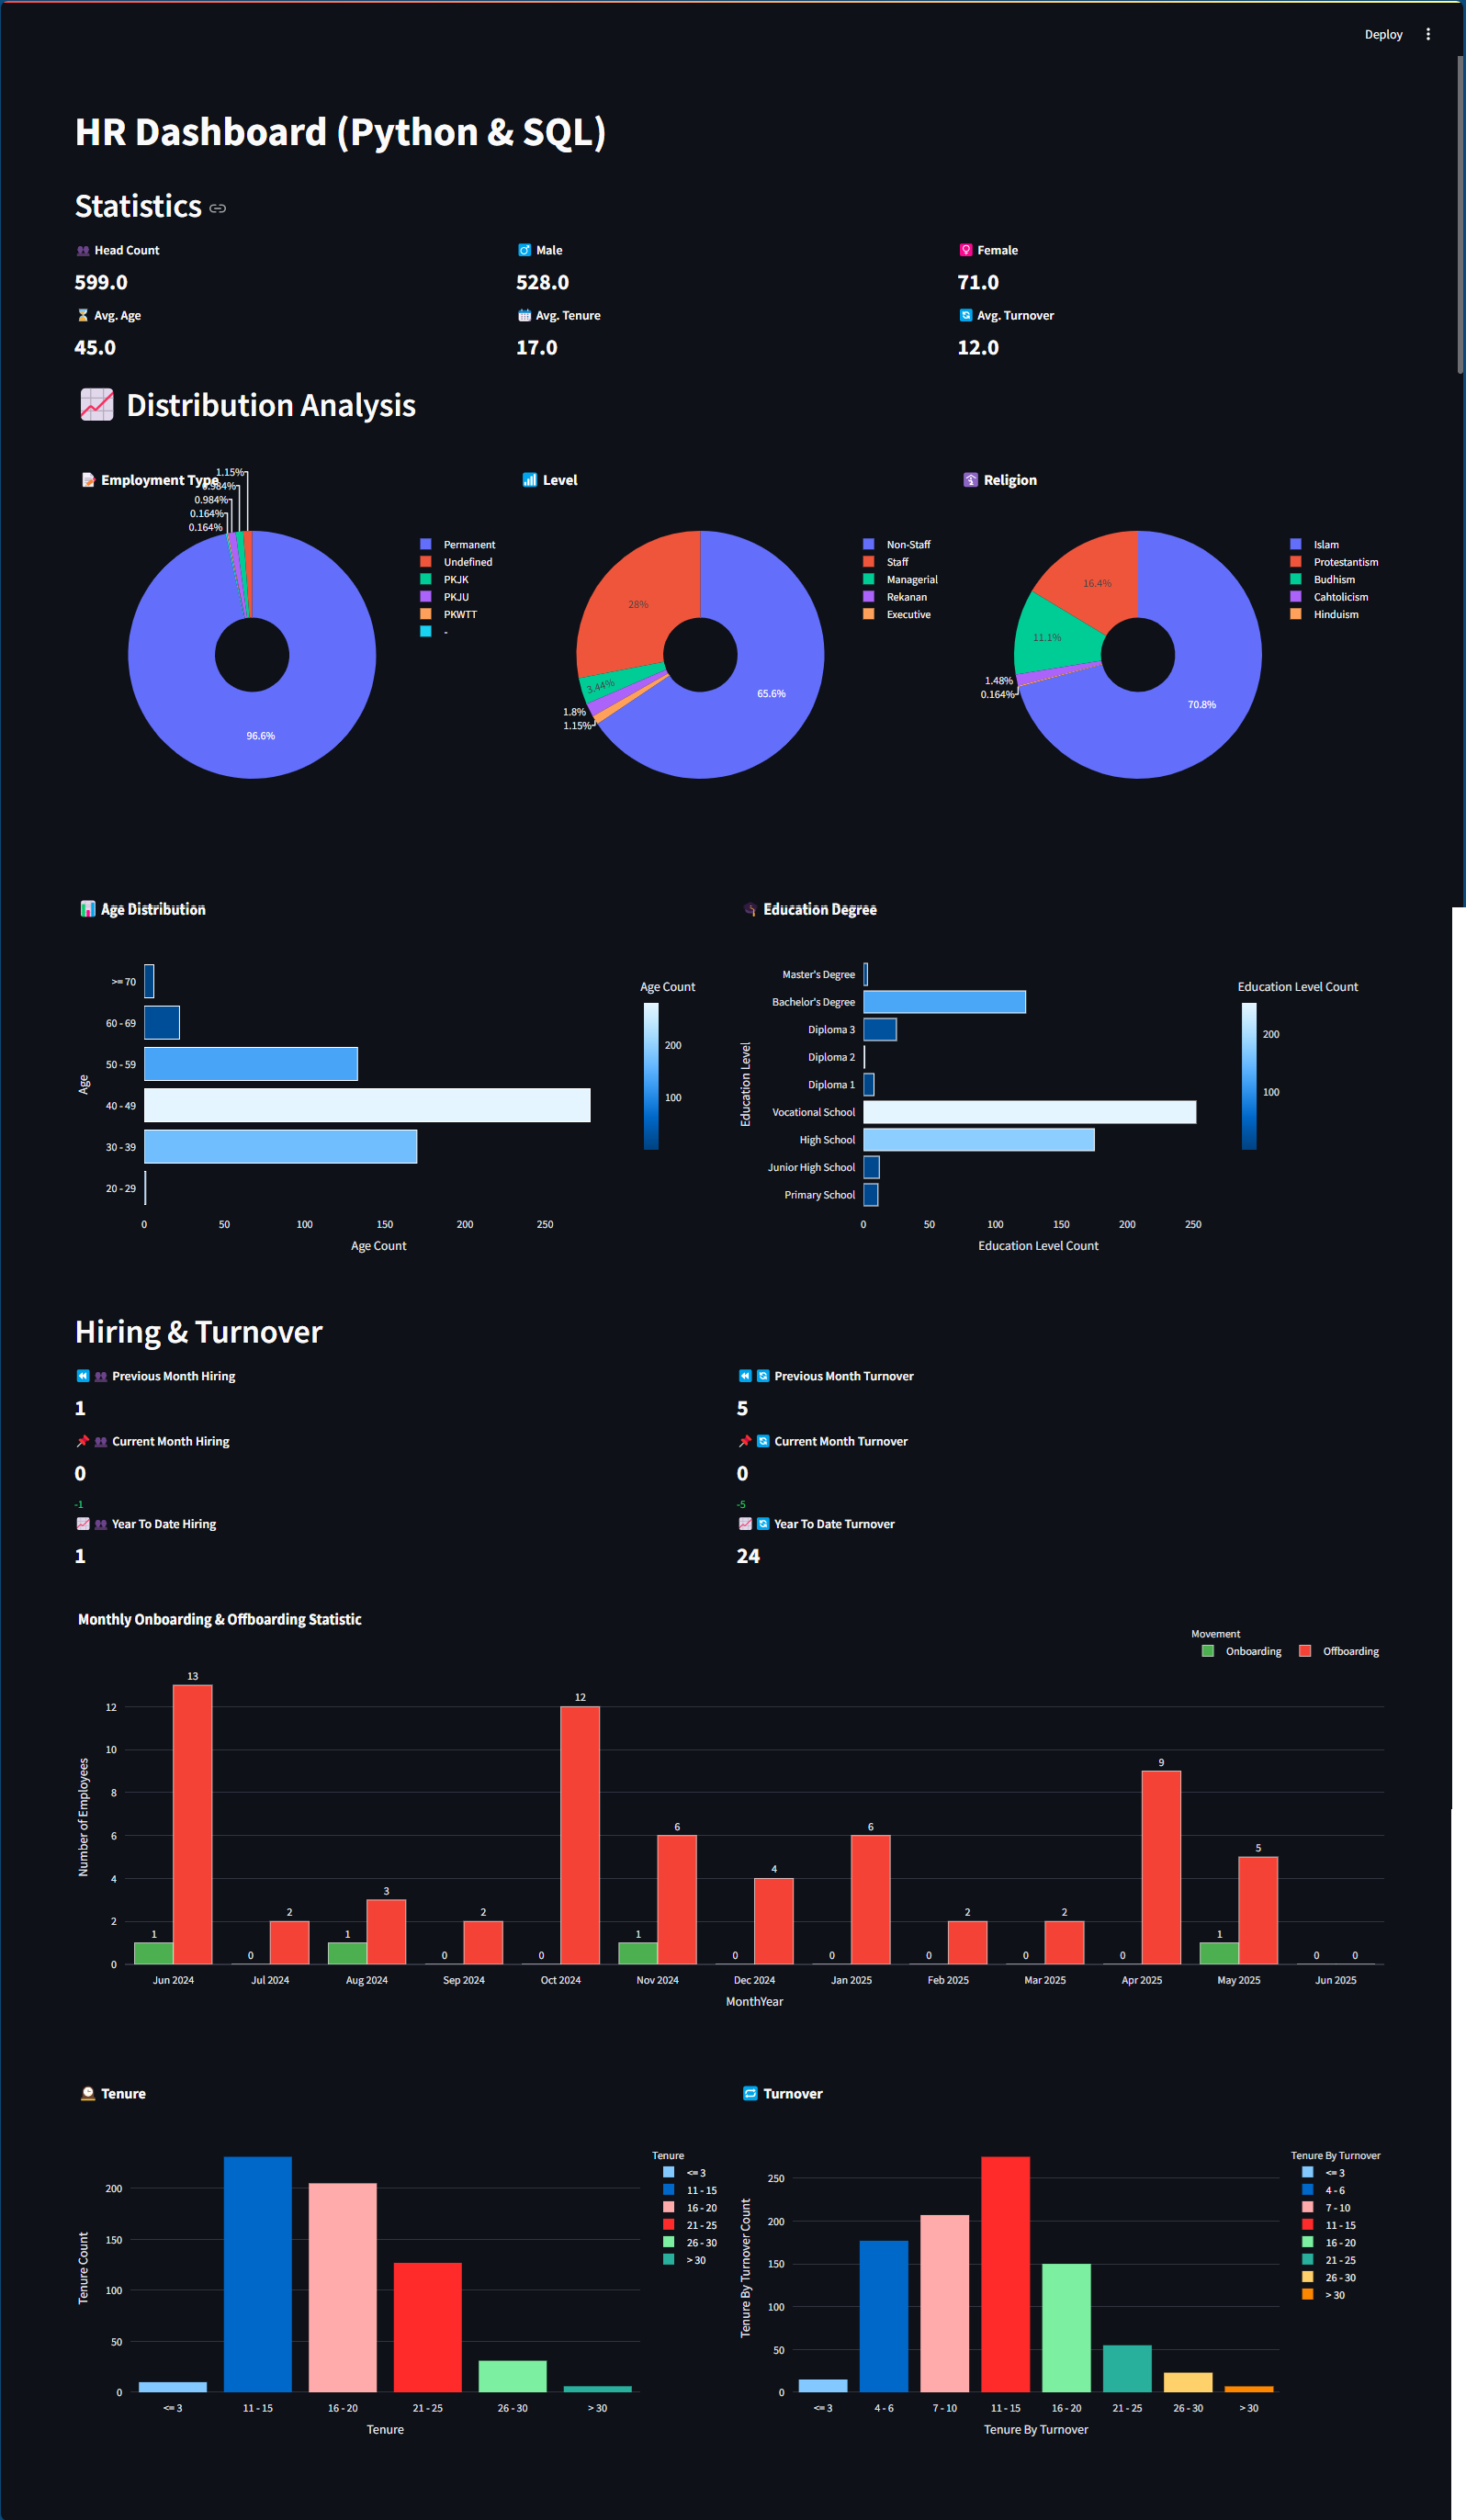 Deploy
HR Dashboard (Python & SQL)
Statistics
Head Count
Male
Female
599.0
528.0
71.0
Avg. Age
Avg. Tenure
Avg. Turnover
45.0
17.0
12.0
Distribution Analysis
Employment Type
1.15%
0.984%
0.984%
0.164%
0.164%
96.6%
Permanent
Undefined
PKJK
PKJU
PKWTT
-
Level
28%
3.44%
1.8%
1.15%
65.6%
Non-Staff
Staff
Managerial
Rekanan
Executive
Religion
16.4%
11.1%
1.48%
0.164%
70.8%
Islam
Protestantism
Budhism
Cahtolicism
Hinduism
Age Distribution
Age
>= 70
60 - 69
50 - 59
40 - 49
30 - 39
20 - 29
0 50 100 150 200 250
Age Count
Age Count
200
100
Education Degree
Education Level
Master's Degree
Bachelor's Degree
Diploma 3
Diploma 2
Diploma 1
Vocational School
High School
Junior High School
Primary School
0 50 100 150 200 250
Education Level Count
Education Level Count
200
100
Hiring & Turnover
Previous Month Hiring
Previous Month Turnover
1
5
Current Month Hiring
Current Month Turnover
0
0
-1
-5
Year To Date Hiring
Year To Date Turnover
1
24
Monthly Onboarding & Offboarding Statistic
Movement
Onboarding Offboarding
Number of Employees
12
10
8
6
4
2
0
1 13
0 2
1 3
0 2
0 12
1 6
0 4
0 6
0 2
0 2
0 9
1 5
0 0
Jun 2024 Jul 2024 Aug 2024 Sep 2024 Oct 2024 Nov 2024 Dec 2024 Jan 2025 Feb 2025 Mar 2025 Apr 2025 May 2025 Jun 2025
MonthYear
Tenure
Tenure Count
200
150
100
50
0
<= 3 11 - 15 16 - 20 21 - 25 26 - 30 > 30
Tenure
Tenure
<= 3
11 - 15
16 - 20
21 - 25
26 - 30
> 30
Turnover
Tenure By Turnover Count
250
200
150
100
50
0
<= 3 4 - 6 7 - 10 11 - 15 16 - 20 21 - 25 26 - 30 > 30
Tenure By Turnover
Tenure By Turnover
<= 3
4 - 6
7 - 10
11 - 15
16 - 20
21 - 25
26 - 30
> 30